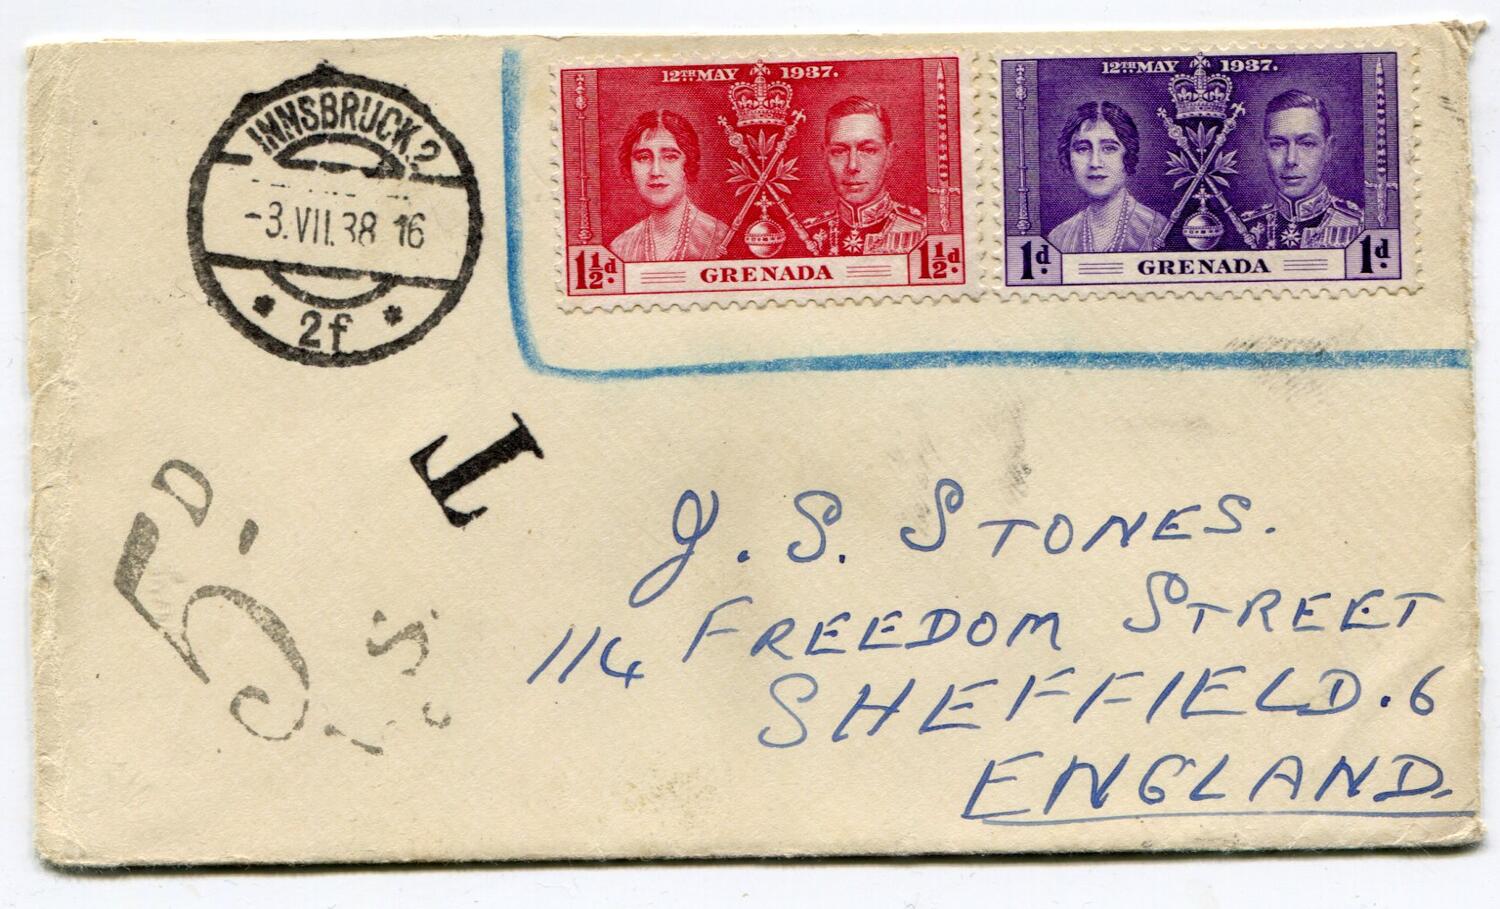 INNSBRUCK 2
-3.VII.38 16
* 2f *
12TH MAY 1937.
1½d. GRENADA 1½d.
12TH MAY 1937.
1d. GRENADA 1d.
T
5D.
J. S. STONES.
114 FREEDOM STREET
SHEFFIELD. 6
ENGLAND.